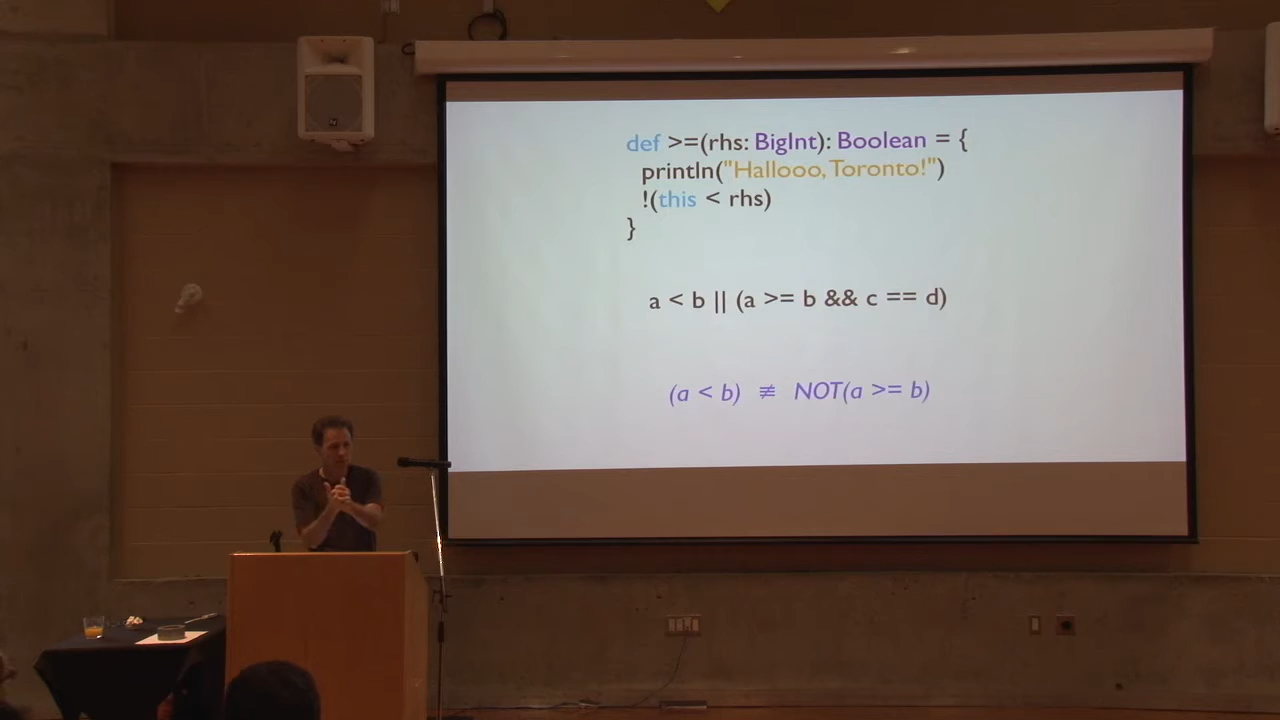 def >=(rhs: BigInt): Boolean = {
println("Hallooo, Toronto!")
!(this < rhs)
}
a < b || (a >= b && c == d)
(a < b) ≢ NOT(a >= b)